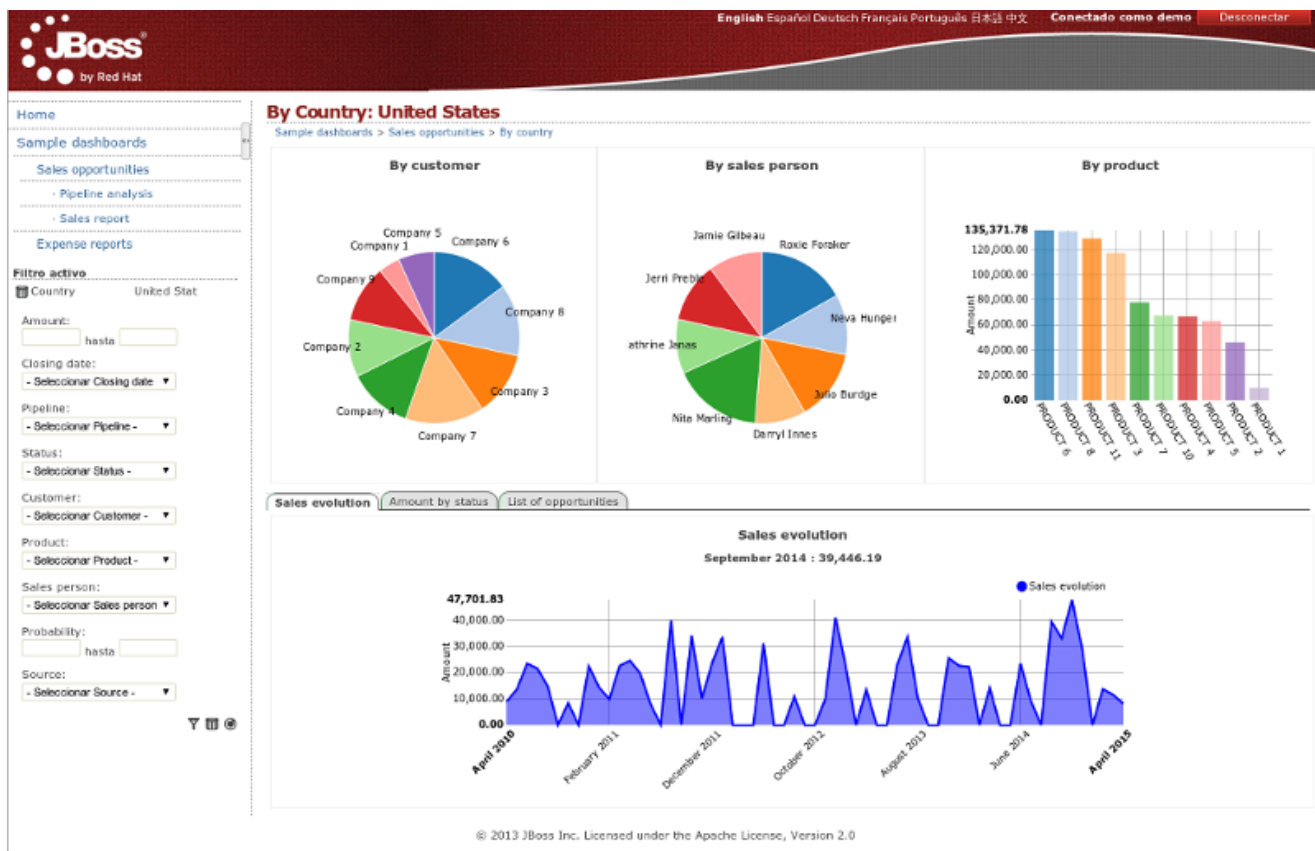 English Español Deutsch Français Português 日本語 中文 Conectado como demo Desconectar
JBoss®
by Red Hat
Home
Sample dashboards
Sales opportunities
· Pipeline analysis
· Sales report
Expense reports
Filtro activo
Country United Stat
Amount:
hasta
Closing date:
- Seleccionar Closing date ▼
Pipeline:
- Seleccionar Pipeline - ▼
Status:
- Seleccionar Status - ▼
Customer:
- Seleccionar Customer - ▼
Product:
- Seleccionar Product - ▼
Sales person:
- Seleccionar Sales person ▼
Probability:
hasta
Source:
- Seleccionar Source - ▼
By Country: United States
Sample dashboards > Sales opportunities > By country
By customer
Company 5
Company 6
Company 1
Company 9
Company 8
Company 2
Company 3
Company 4
Company 7
By sales person
Jamie Gilbeau
Roxie Foraker
Jerri Preble
Neva Hunger
athrine Janas
Julio Burdge
Nita Marling
Darryl Innes
By product
135,371.78
120,000.00
100,000.00
80,000.00
60,000.00
40,000.00
20,000.00
0.00
Amount
PRODUCT 6
PRODUCT 8
PRODUCT 11
PRODUCT 3
PRODUCT 7
PRODUCT 10
PRODUCT 4
PRODUCT 5
PRODUCT 2
PRODUCT 1
Sales evolution Amount by status List of opportunities
Sales evolution
September 2014 : 39,446.19
Sales evolution
47,701.83
40,000.00
30,000.00
20,000.00
10,000.00
0.00
Amount
April 2010
February 2011
December 2011
October 2012
August 2013
June 2014
April 2015
© 2013 JBoss Inc. Licensed under the Apache License, Version 2.0